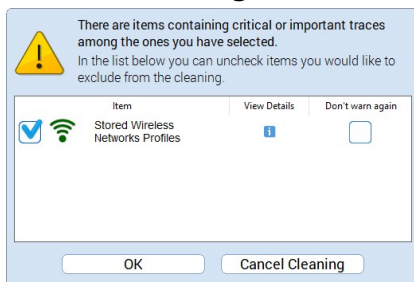 There are items containing critical or important traces
among the ones you have selected.
In the list below you can uncheck items you would like to
exclude from the cleaning.
Item View Details Don't warn again
Stored Wireless
Networks Profiles
OK Cancel Cleaning